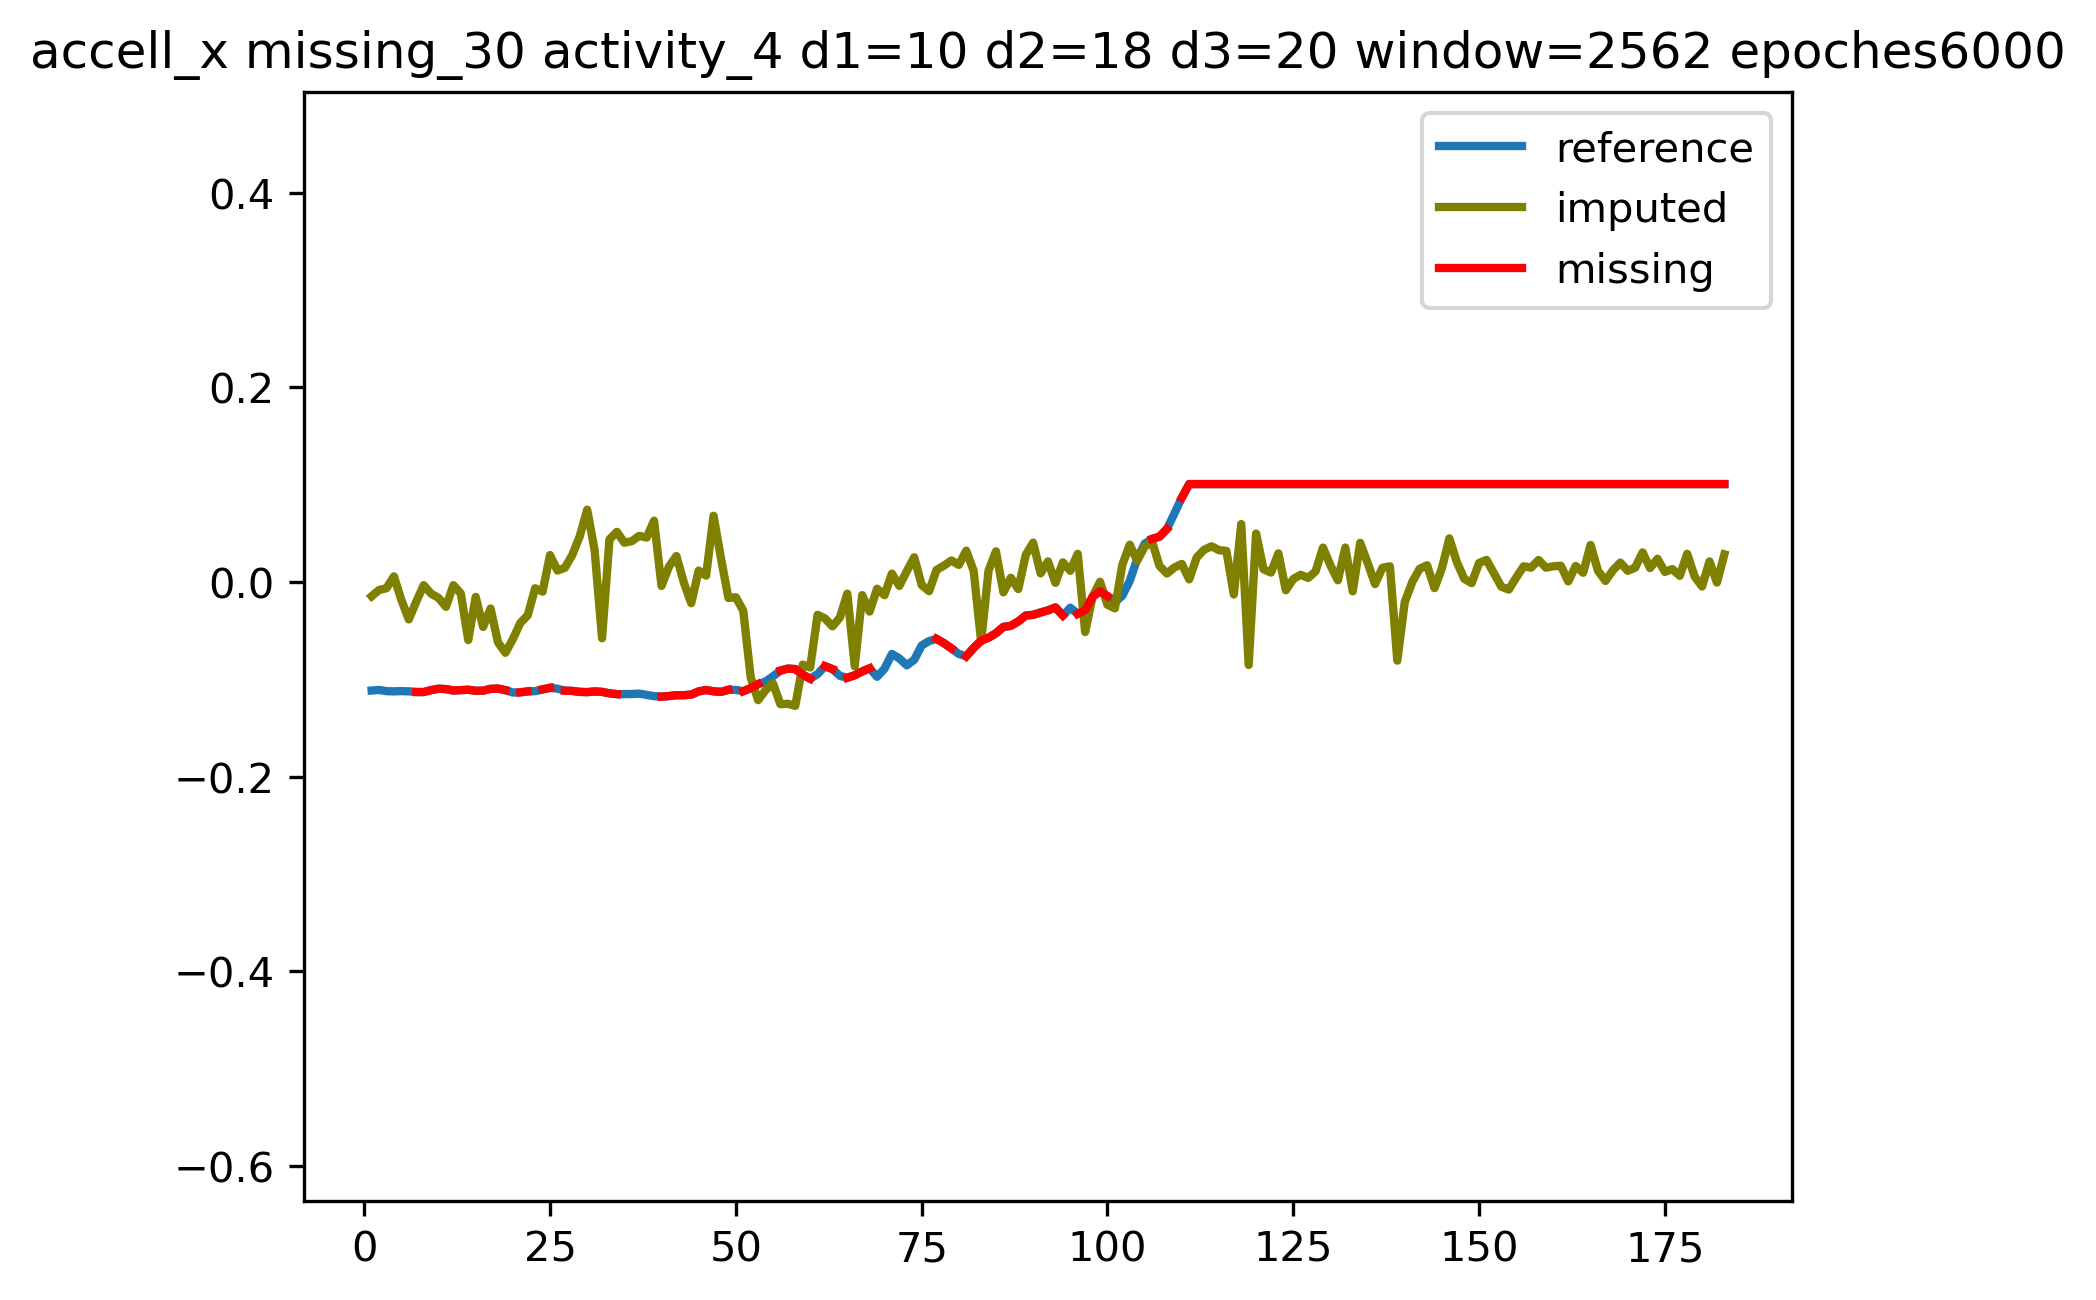 accell_x missing_30 activity_4 d1=10 d2=18 d3=20 window=2562 epoches6000
reference
imputed
missing
0.4
0.2
0.0
−0.2
−0.4
−0.6
0 25 50 75 100 125 150 175